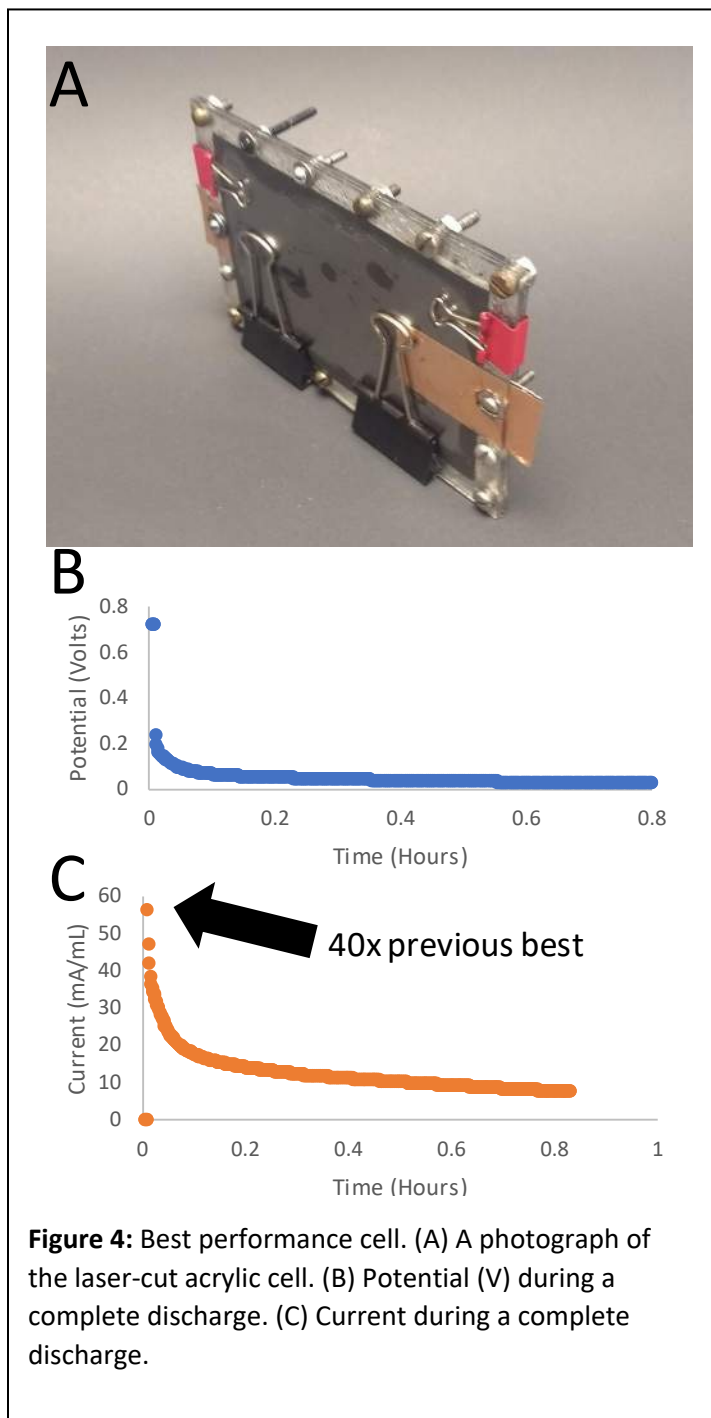 A
B
Potential (Volts)
0.8
0.6
0.4
0.2
0
0 0.2 0.4 0.6 0.8
Time (Hours)
C
Current (mA/mL)
60
50
40
30
20
10
0
40x previous best
0 0.2 0.4 0.6 0.8 1
Time (Hours)
Figure 4: Best performance cell. (A) A photograph of
the laser-cut acrylic cell. (B) Potential (V) during a
complete discharge. (C) Current during a complete
discharge.